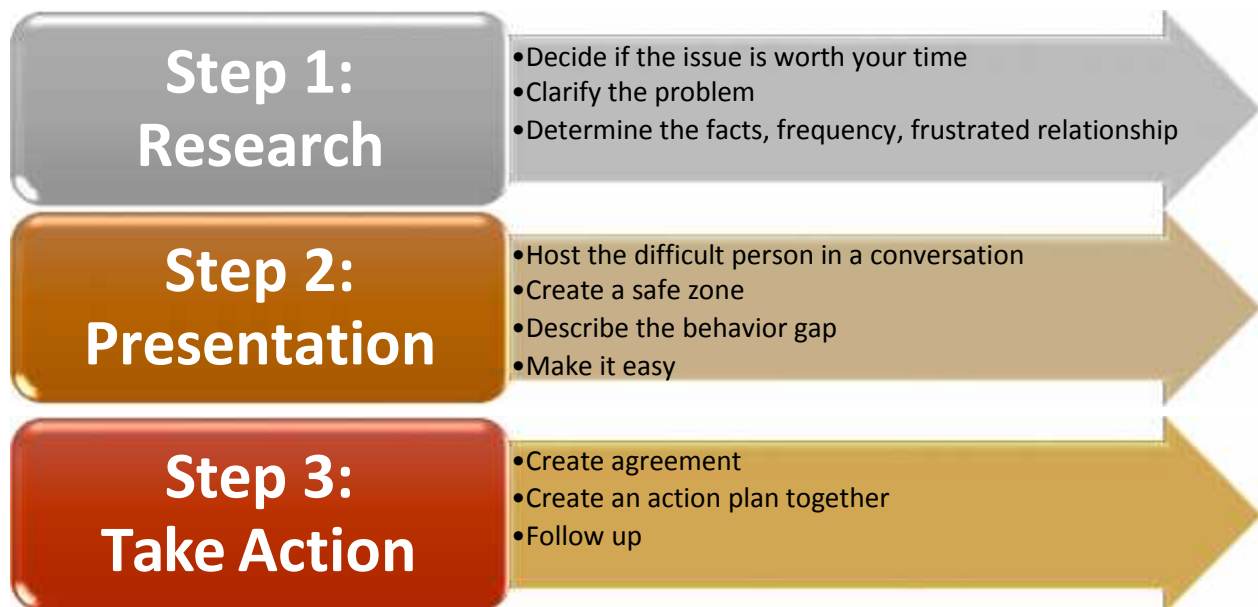 Step 1:
Research
•Decide if the issue is worth your time
•Clarify the problem
•Determine the facts, frequency, frustrated relationship
Step 2:
Presentation
•Host the difficult person in a conversation
•Create a safe zone
•Describe the behavior gap
•Make it easy
Step 3:
Take Action
•Create agreement
•Create an action plan together
•Follow up